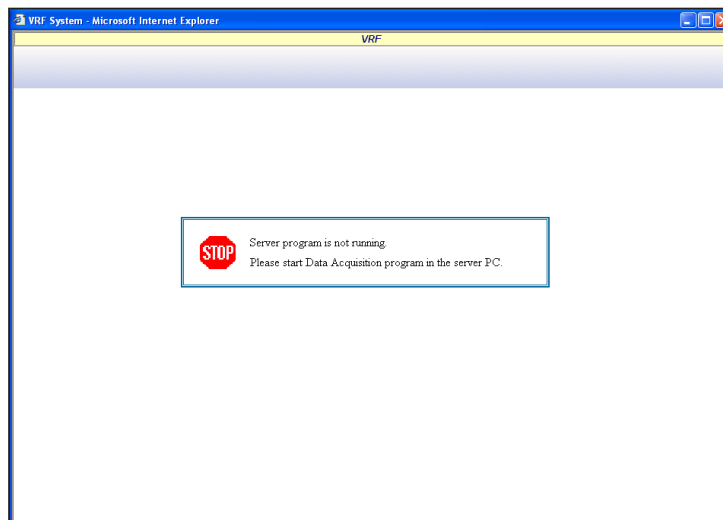 VRF System - Microsoft Internet Explorer
VRF
STOP
Server program is not running.
Please start Data Acquisition program in the server PC.